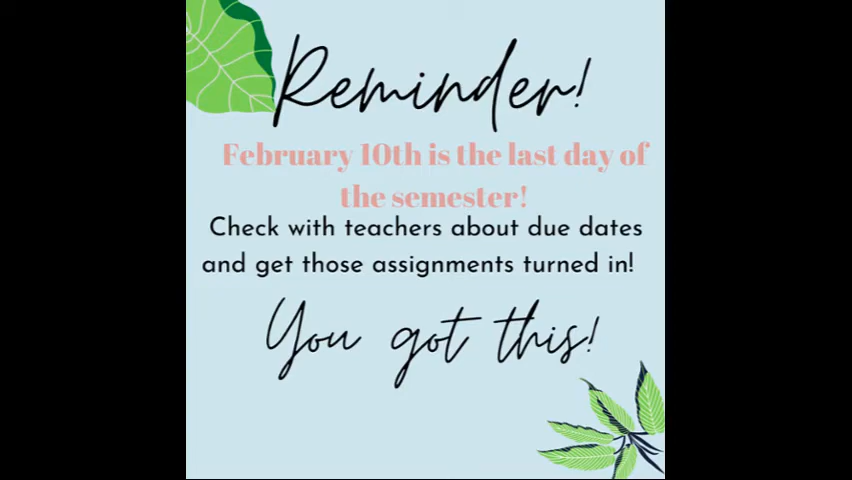 Reminder!
February 10th is the last day of
the semester!
Check with teachers about due dates
and get those assignments turned in!
You got this!